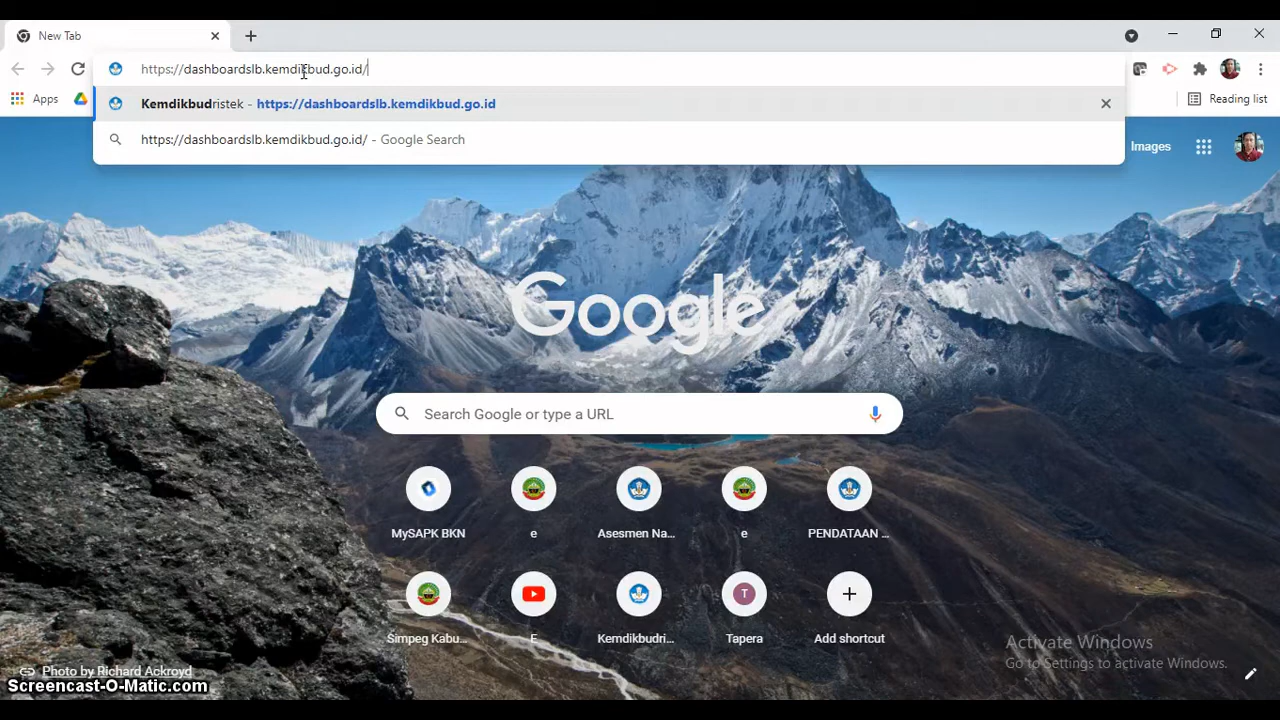 New Tab
https://dashboardslb.kemdikbud.go.id/
Apps
Reading list
Kemdikbudristek - https://dashboardslb.kemdikbud.go.id
https://dashboardslb.kemdikbud.go.id/ - Google Search
Images
Google
Search Google or type a URL
MySAPK BKN
e
Asesmen Na...
e
PENDATAAN ...
Simpeg Kabu...
E
Kemdikbudri...
T
Tapera
Add shortcut
Activate Windows
Go to Settings to activate Windows.
Photo by Richard Ackroyd
Screencast-O-Matic.com